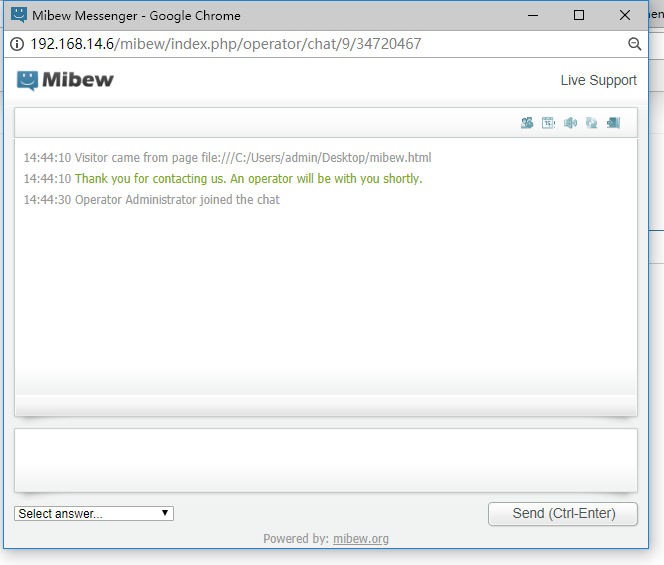 Mibew Messenger - Google Chrome
192.168.14.6/mibew/index.php/operator/chat/9/34720467
Mibew
Live Support
14:44:10 Visitor came from page file:///C:/Users/admin/Desktop/mibew.html
14:44:10 Thank you for contacting us. An operator will be with you shortly.
14:44:30 Operator Administrator joined the chat
Select answer...
Send (Ctrl-Enter)
Powered by: mibew.org